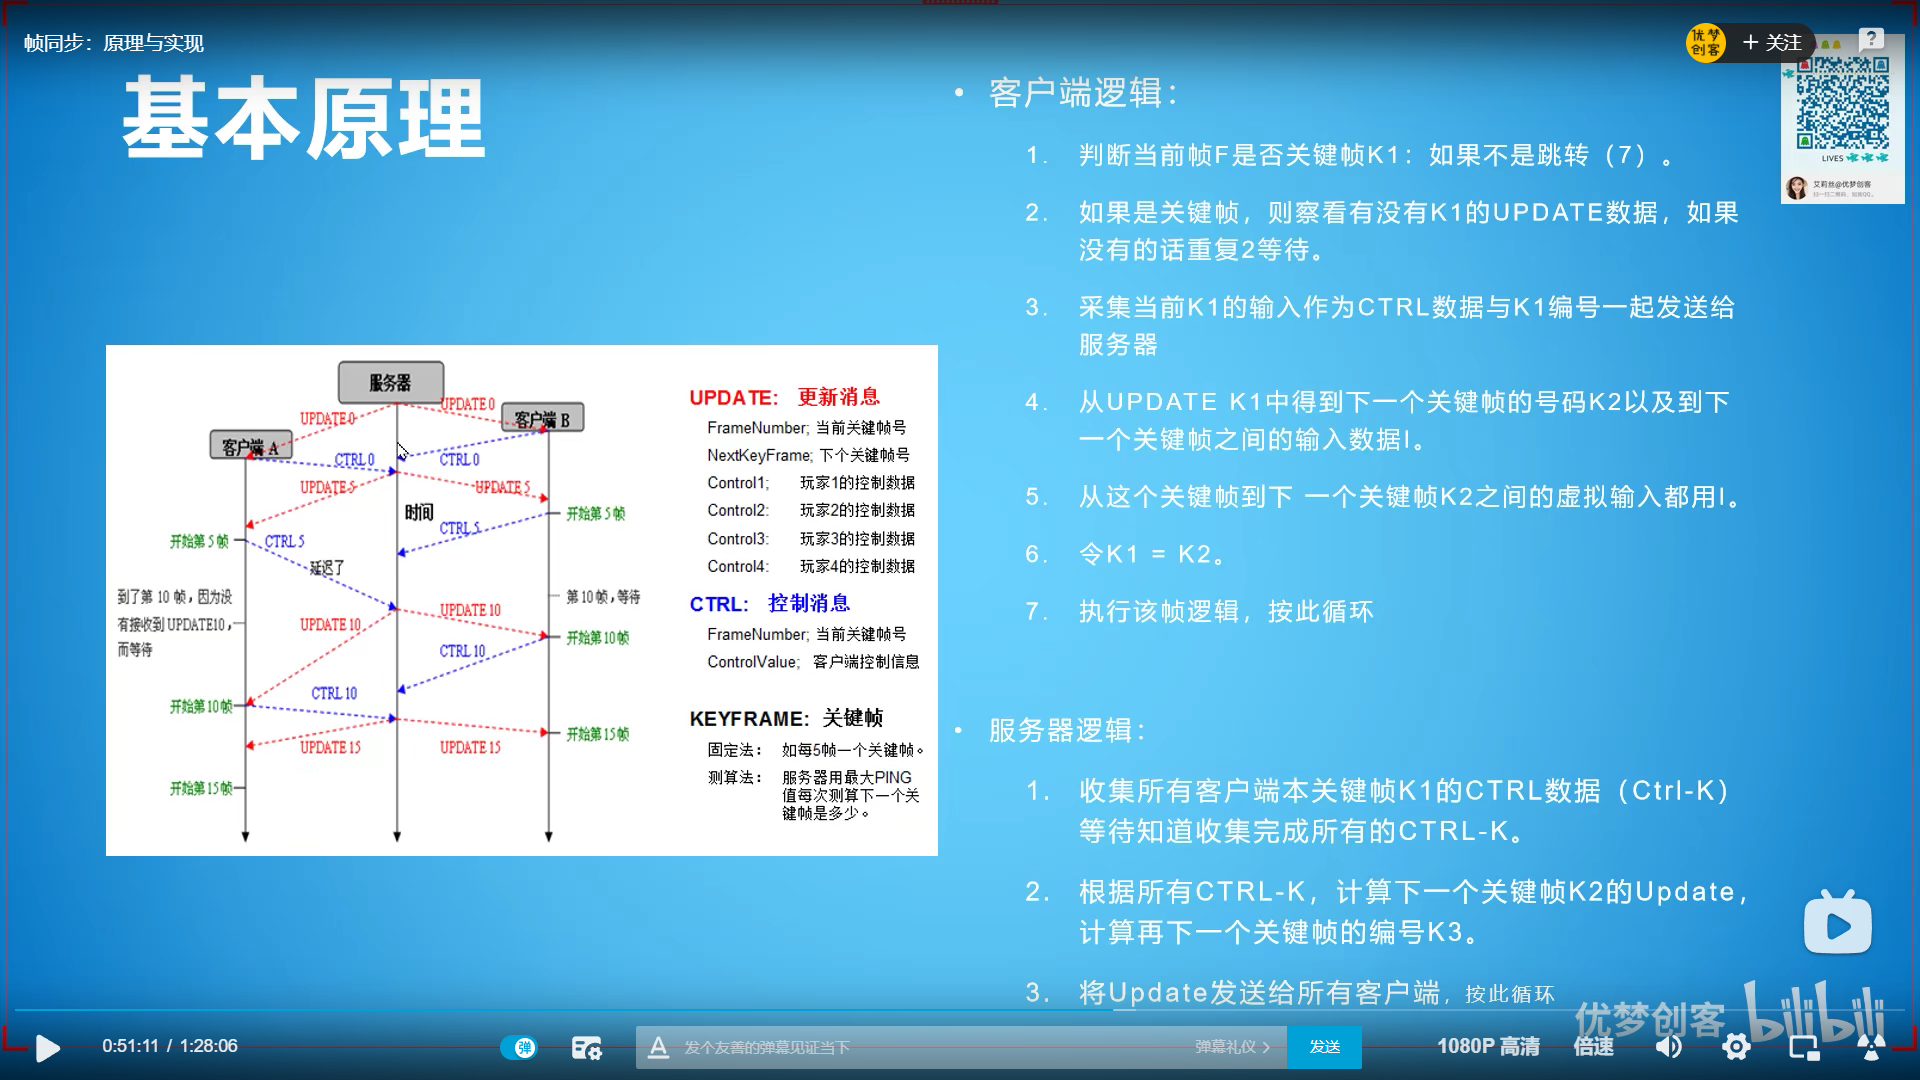 帧同步：原理与实现
优梦
创客
+ 关注
?
LIVES
艾莉丝@优梦创客
基本原理
服务器
客户端 A
客户端 B
UPDATE 0
UPDATE 0
CTRL 0
CTRL 0
UPDATE 5
UPDATE 5
时间
开始第 5 帧
CTRL 5
开始第 5 帧
CTRL 5
延迟了
到了第 10 帧，因为没
有接收到 UPDATE10，
而等待
第 10 帧，等待
UPDATE 10
UPDATE 10
开始第10 帧
CTRL 10
CTRL 10
开始第10 帧
开始第15 帧
UPDATE 15
UPDATE 15
开始第15 帧
UPDATE: 更新消息
FrameNumber; 当前关键帧号
NextKeyFrame; 下个关键帧号
Control1; 玩家1的控制数据
Control2: 玩家2的控制数据
Control3: 玩家3的控制数据
Control4: 玩家4的控制数据
CTRL: 控制消息
FrameNumber; 当前关键帧号
ControlValue; 客户端控制信息
KEYFRAME: 关键帧
固定法： 如每5帧一个关键帧。
测算法： 服务器用最大PING
值每次测算下一个关
键帧是多少。
• 客户端逻辑：
1. 判断当前帧F是否关键帧K1：如果不是跳转（7）。
2. 如果是关键帧，则察看有没有K1的UPDATE数据，如果
没有的话重复2等待。
3. 采集当前K1的输入作为CTRL数据与K1编号一起发送给
服务器
4. 从UPDATE K1中得到下一个关键帧的号码K2以及到下
一个关键帧之间的输入数据I。
5. 从这个关键帧到下 一个关键帧K2之间的虚拟输入都用I。
6. 令K1 = K2。
7. 执行该帧逻辑，按此循环
• 服务器逻辑：
1. 收集所有客户端本关键帧K1的CTRL数据（Ctrl-K）
等待知道收集完成所有的CTRL-K。
2. 根据所有CTRL-K，计算下一个关键帧K2的Update，
计算再下一个关键帧的编号K3。
3. 将Update发送给所有客户端，按此循环
优梦创客 bilibili
0:51:11 / 1:28:06
弹
A 发个友善的弹幕见证当下
弹幕礼仪 >
发送
1080P 高清
倍速